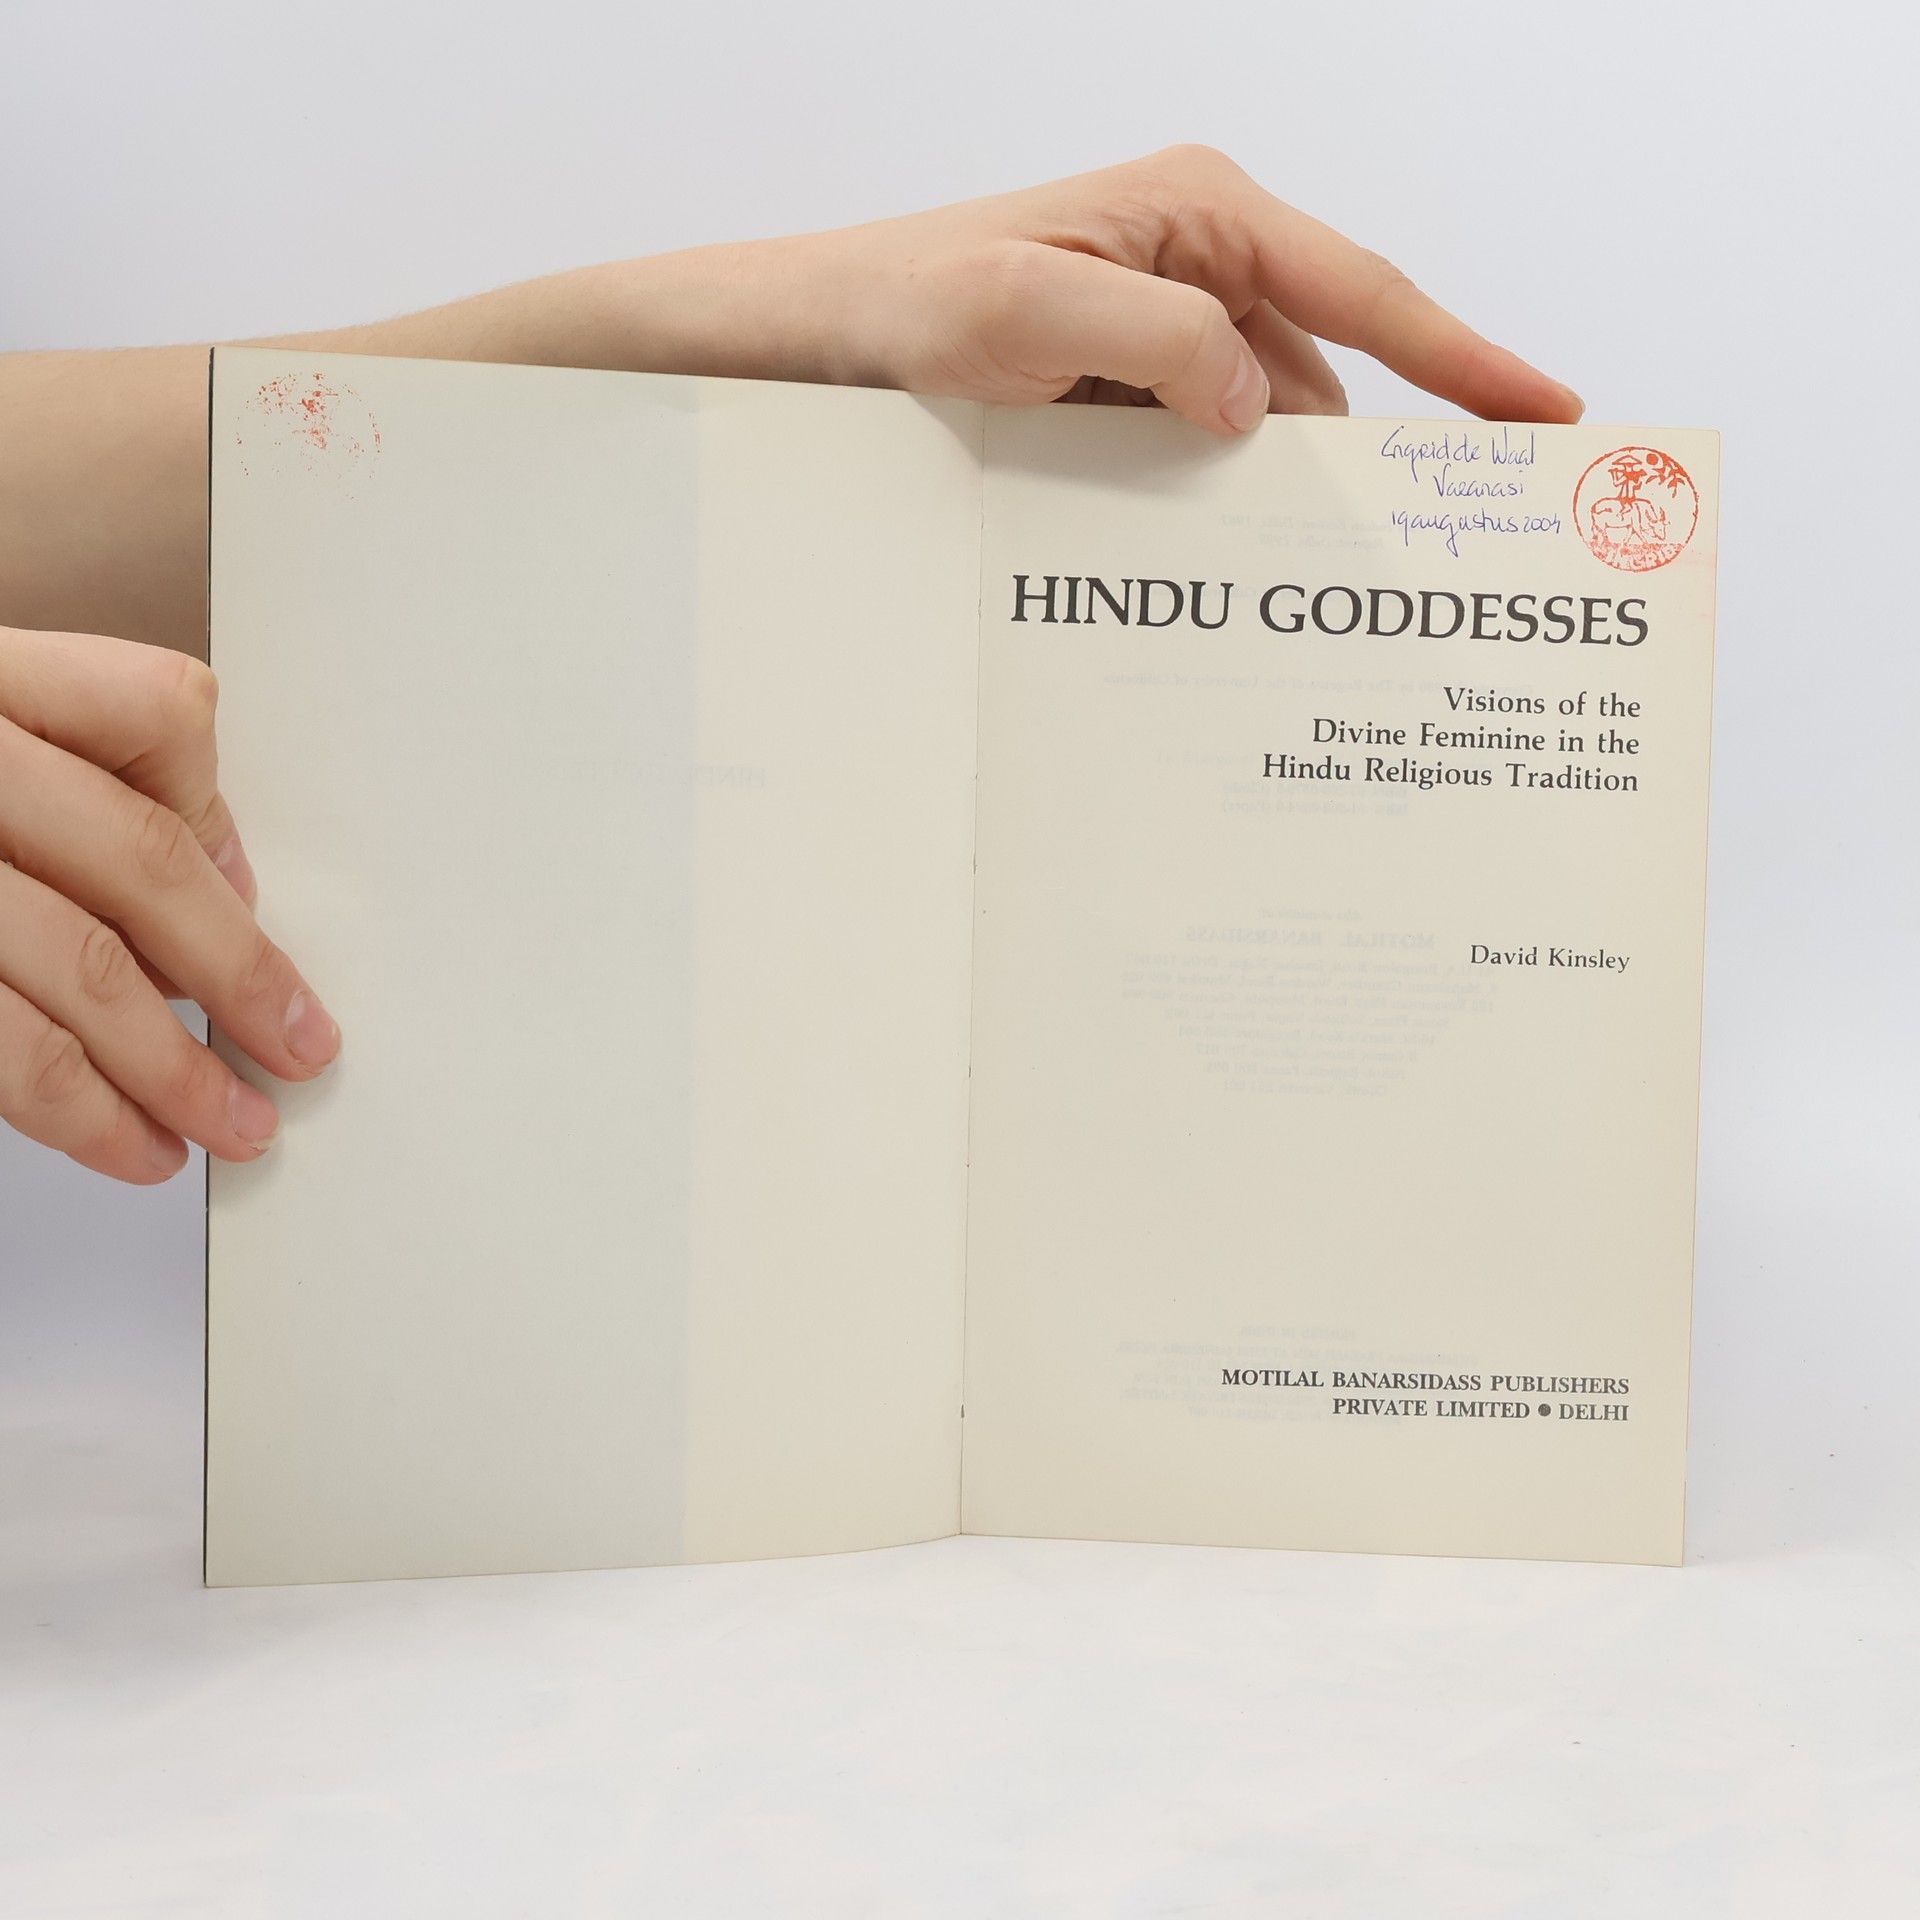 Ingrid de Waal
Varanasi
19 augustus 2004
HINDU GODDESSES
Visions of the
Divine Feminine in the
Hindu Religious Tradition
David Kinsley
MOTILAL BANARSIDASS PUBLISHERS
PRIVATE LIMITED ● DELHI